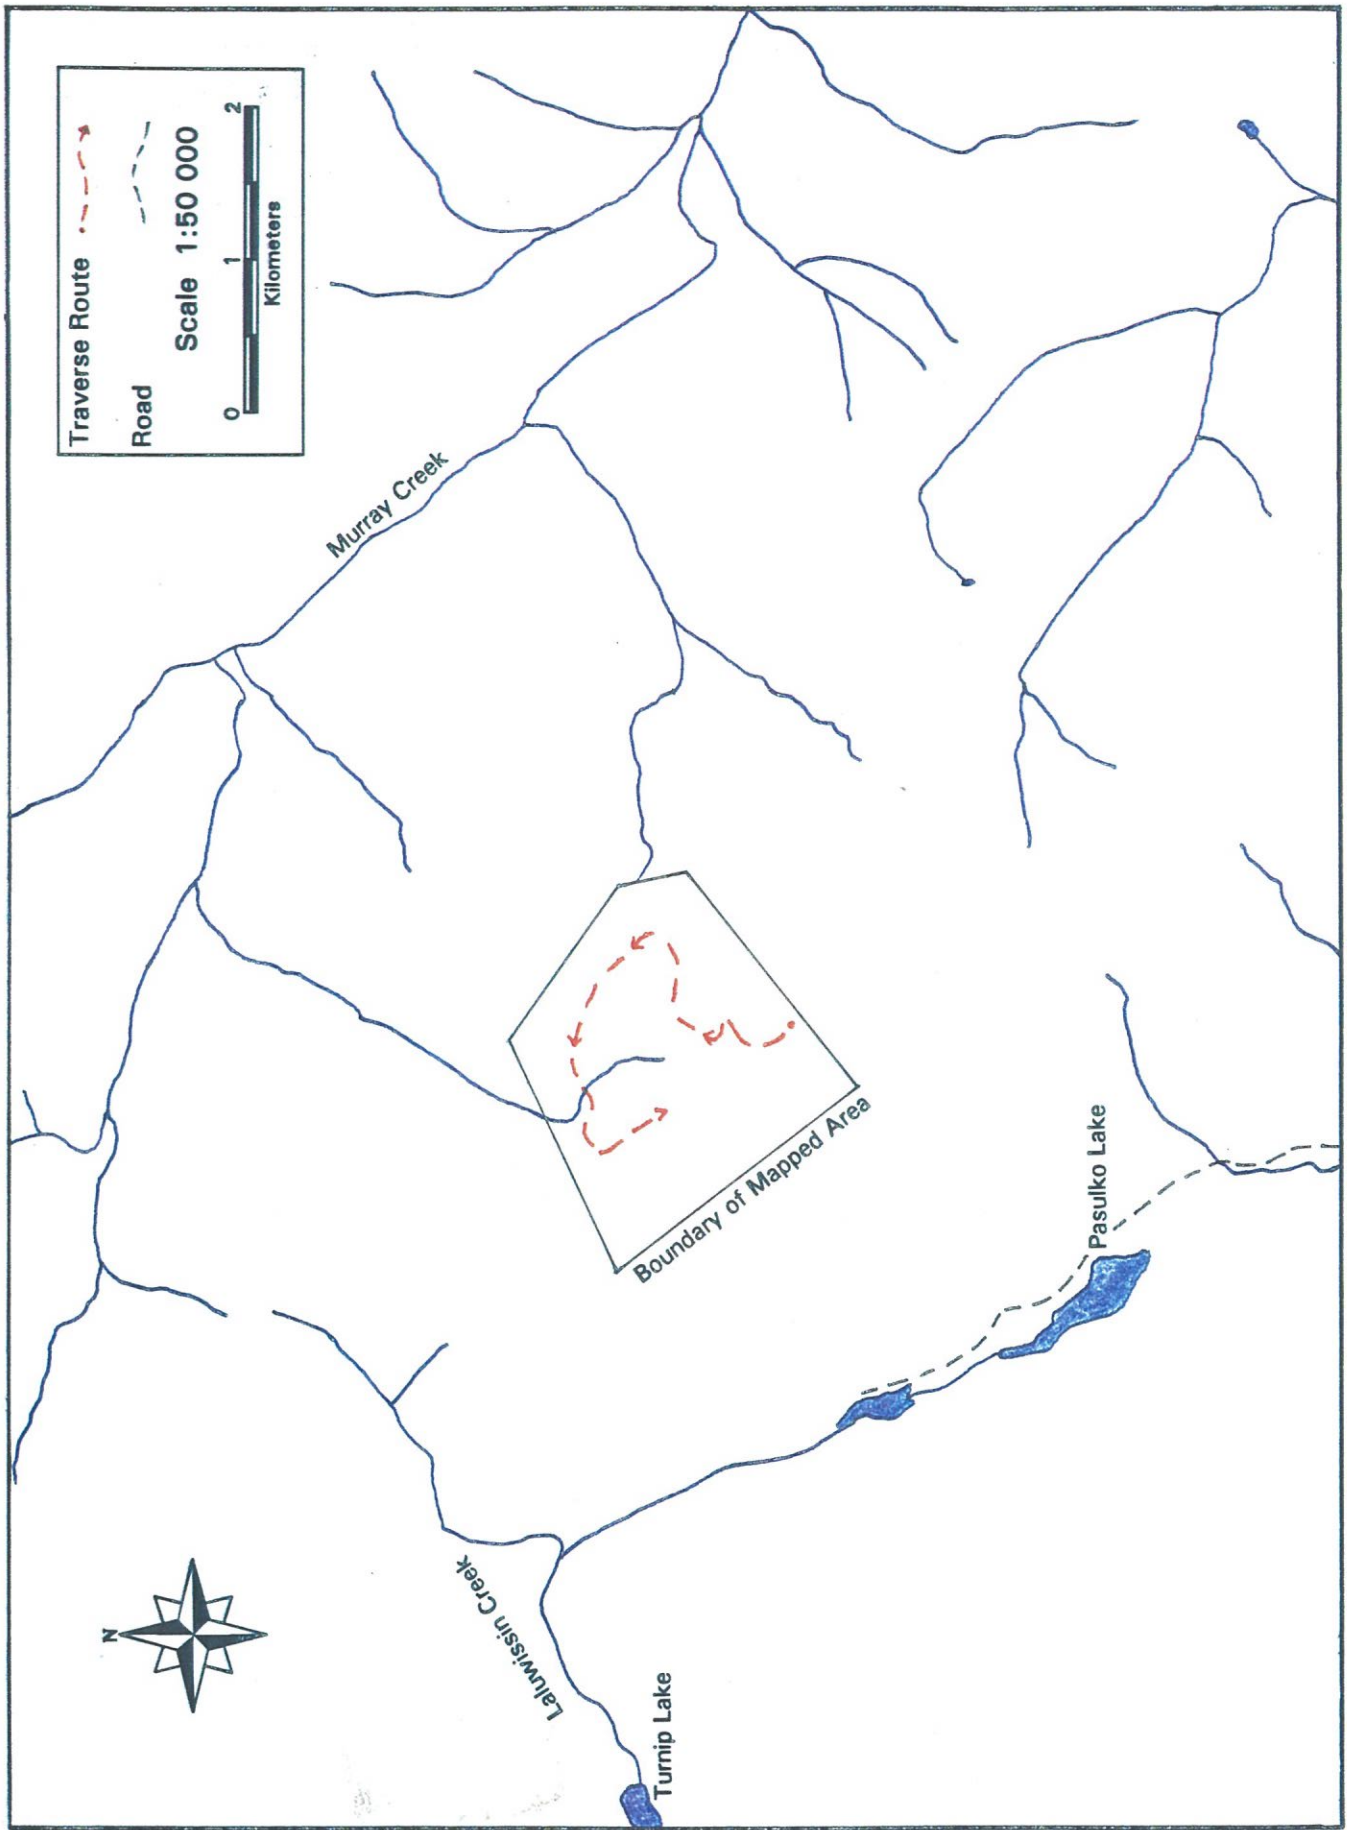 Traverse Route
Road
Scale 1:50 000
0 1 2
Kilometers
Murray Creek
Boundary of Mapped Area
Pasulko Lake
N
Laluwissin Creek
Turnip Lake